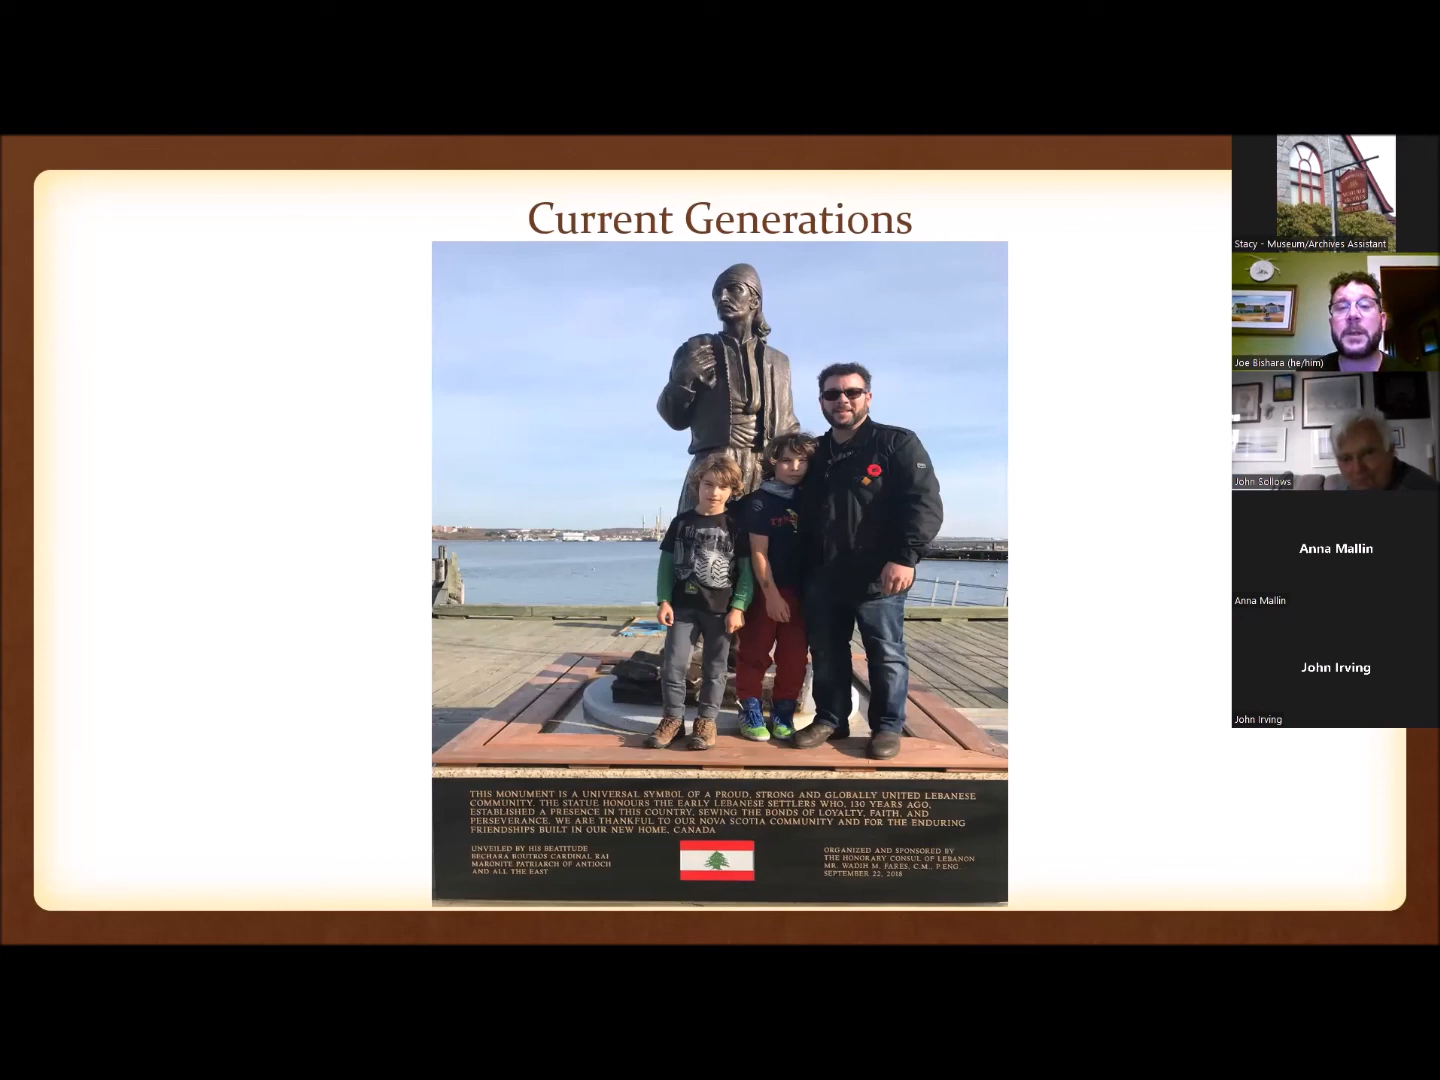 Current Generations
THIS MONUMENT IS A UNIVERSAL SYMBOL OF A PROUD, STRONG AND GLOBALLY UNITED LEBANESE
COMMUNITY. THE STATUE HONOURS THE EARLY LEBANESE SETTLERS WHO, 130 YEARS AGO,
ESTABLISHED A PRESENCE IN THIS COUNTRY, SEWING THE BONDS OF LOYALTY, FAITH, AND
PERSEVERANCE. WE ARE THANKFUL TO OUR NOVA SCOTIA COMMUNITY AND FOR THE ENDURING
FRIENDSHIPS BUILT IN OUR NEW HOME, CANADA
UNVEILED BY HIS BEATITUDE
BECHARA BOUTROS CARDINAL RAI
MARONITE PATRIARCH OF ANTIOCH
AND ALL THE EAST
ORGANIZED AND SPONSORED BY
THE HONORARY CONSUL OF LEBANON
MR. WADIH M. FARES, C.M., P.ENG.
SEPTEMBER 22, 2018
Stacy - Museum/Archives Assistant
Joe Bishara (he/him)
John Sollows
Anna Mallin
Anna Mallin
John Irving
John Irving